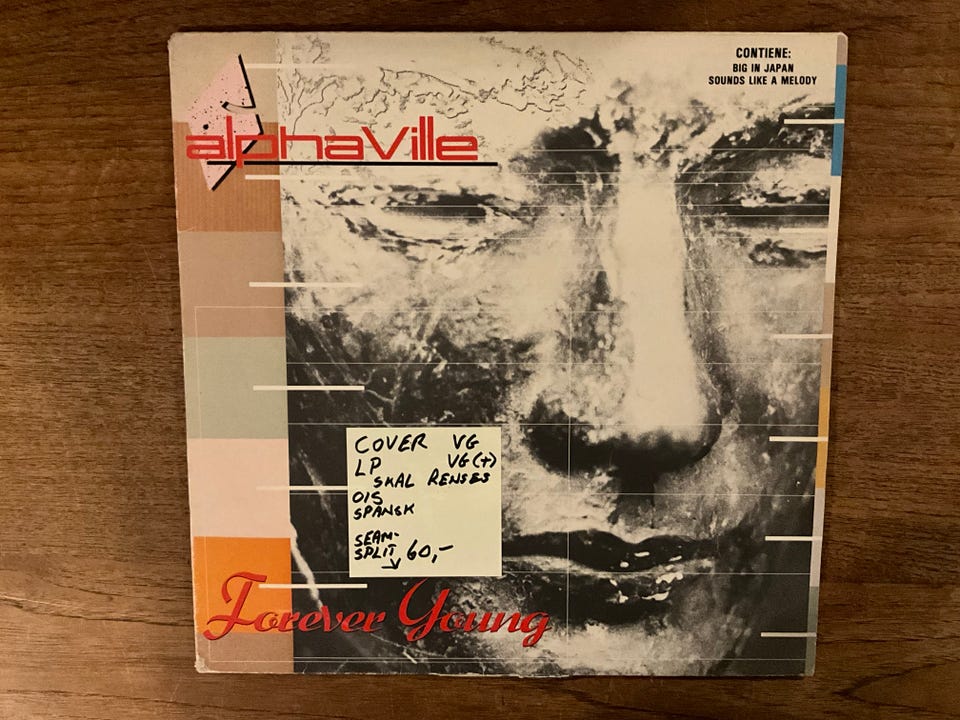 CONTIENE:
BIG IN JAPAN
SOUNDS LIKE A MELODY
alphaville
COVER VG
LP VG(+)
SKAL RENSES
OIS
SPANSK
SEAM-
SPLIT 60,-
Forever Young